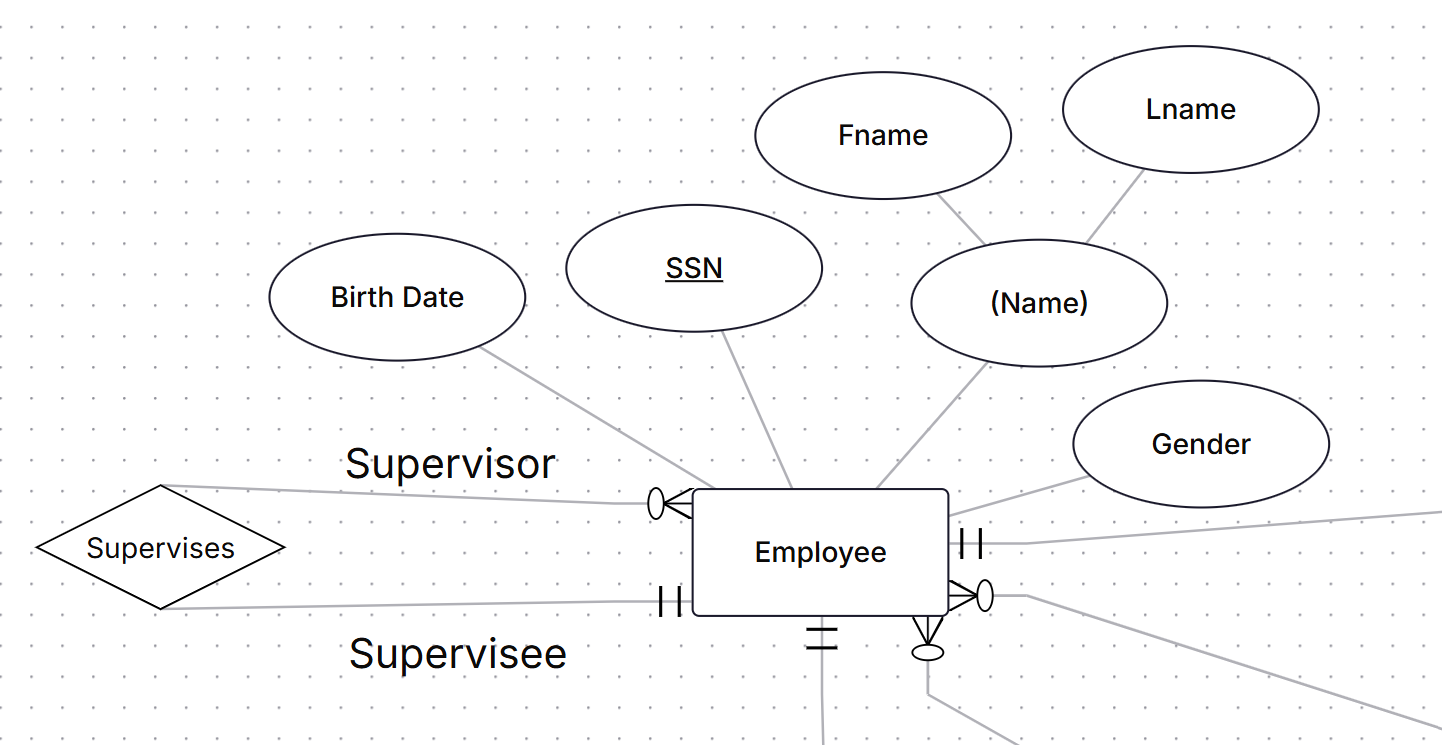 Lname
Fname
SSN
Birth Date
(Name)
Gender
Supervisor
Supervises
Employee
Supervisee